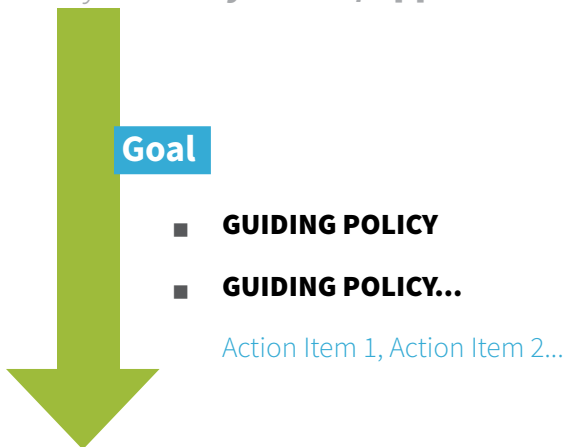 Goal
GUIDING POLICY
GUIDING POLICY...
Action Item 1, Action Item 2...